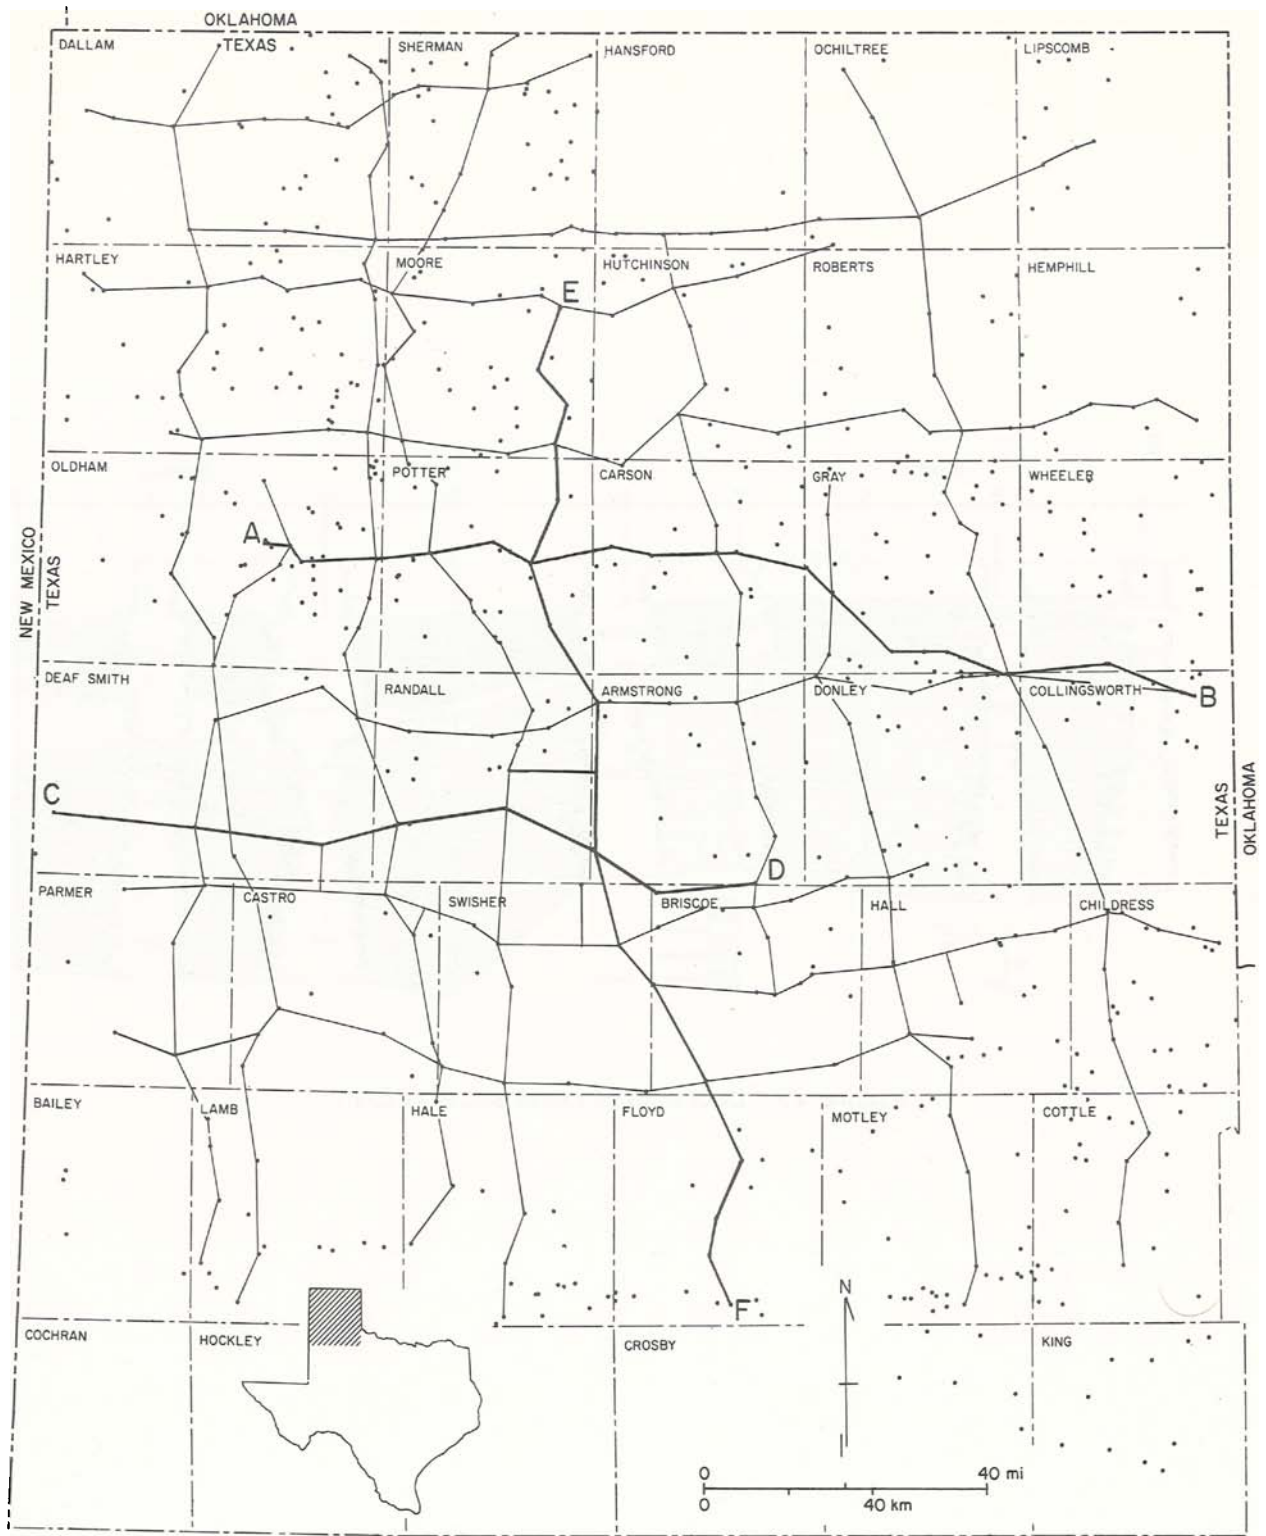 OKLAHOMA
TEXAS
DALLAM
SHERMAN
HANSFORD
OCHILTREE
LIPSCOMB
HARTLEY
MOORE
HUTCHINSON
ROBERTS
HEMPHILL
E
OLDHAM
POTTER
CARSON
GRAY
WHEELER
A
NEW MEXICO
TEXAS
DEAF SMITH
RANDALL
ARMSTRONG
DONLEY
COLLINGSWORTH
B
C
TEXAS
OKLAHOMA
D
PARMER
CASTRO
SWISHER
BRISCOE
HALL
CHILDRESS
BAILEY
LAMB
HALE
FLOYD
MOTLEY
COTTLE
N
F
COCHRAN
HOCKLEY
CROSBY
KING
0 40 mi
0 40 km